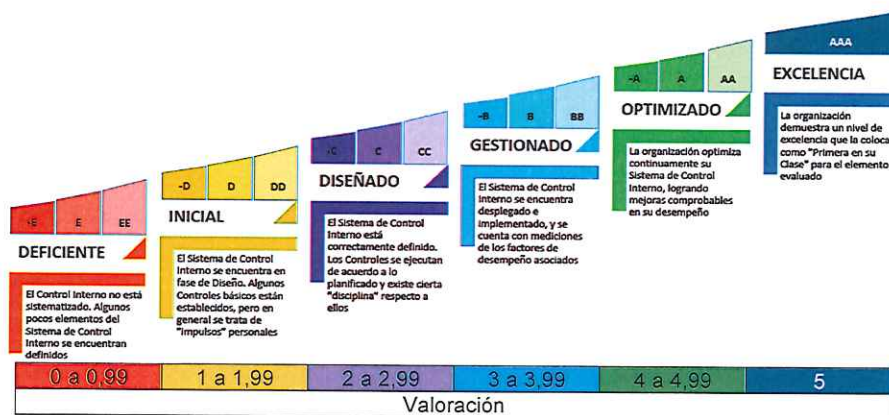 -E E EE
DEFICIENTE
El Control Interno no está
sistematizado. Algunos
pocos elementos del
Sistema de Control
Interno se encuentran
definidos
-D D DD
INICIAL
El Sistema de Control
Interno se encuentra en
fase de Diseño. Algunos
Controles básicos están
establecidos, pero en
general se trata de
"impulsos" personales
-C C CC
DISEÑADO
El Sistema de Control
Interno está
correctamente definido.
Los Controles se ejecutan
de acuerdo a lo
planificado y existe cierta
"disciplina" respecto a
ellos
-B B BB
GESTIONADO
El Sistema de Control
Interno se encuentra
desplegado e
implementado, y se
cuenta con mediciones
de los factores de
desempeño asociados
-A A AA
OPTIMIZADO
La organización optimiza
continuamente su
Sistema de Control
Interno, logrando
mejoras comprobables
en su desempeño
AAA
EXCELENCIA
La organización
demuestra un nivel de
excelencia que la coloca
como "Primera en su
Clase" para el elemento
evaluado
0 a 0,99 1 a 1,99 2 a 2,99 3 a 3,99 4 a 4,99 5
Valoración